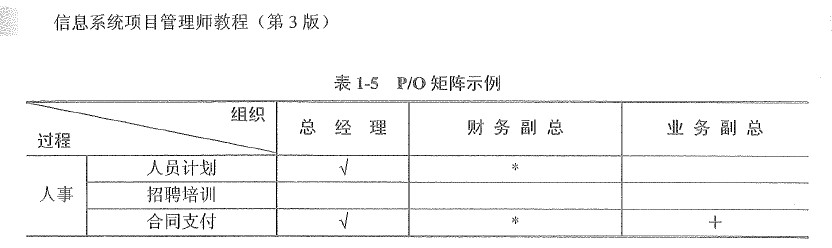 信息系统项目管理师教程（第 3 版）
表 1-5 P/O 矩阵示例
组织
过程
总 经 理 财 务 副 总 业 务 副 总
人事
人员计划 √ *
招聘培训
合同支付 √ * +